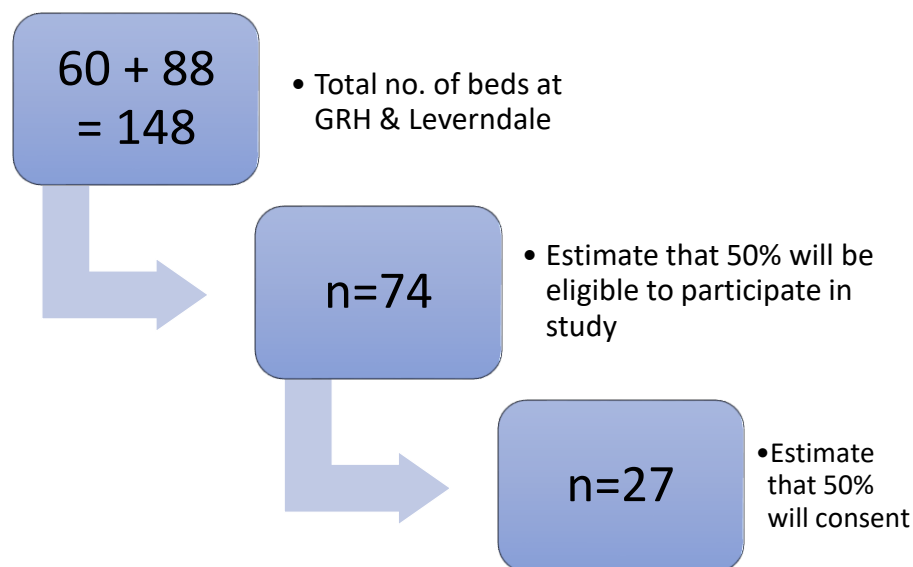 60 + 88
= 148
• Total no. of beds at
GRH & Leverndale
n=74
• Estimate that 50% will be
eligible to participate in
study
n=27
•Estimate
that 50%
will consent